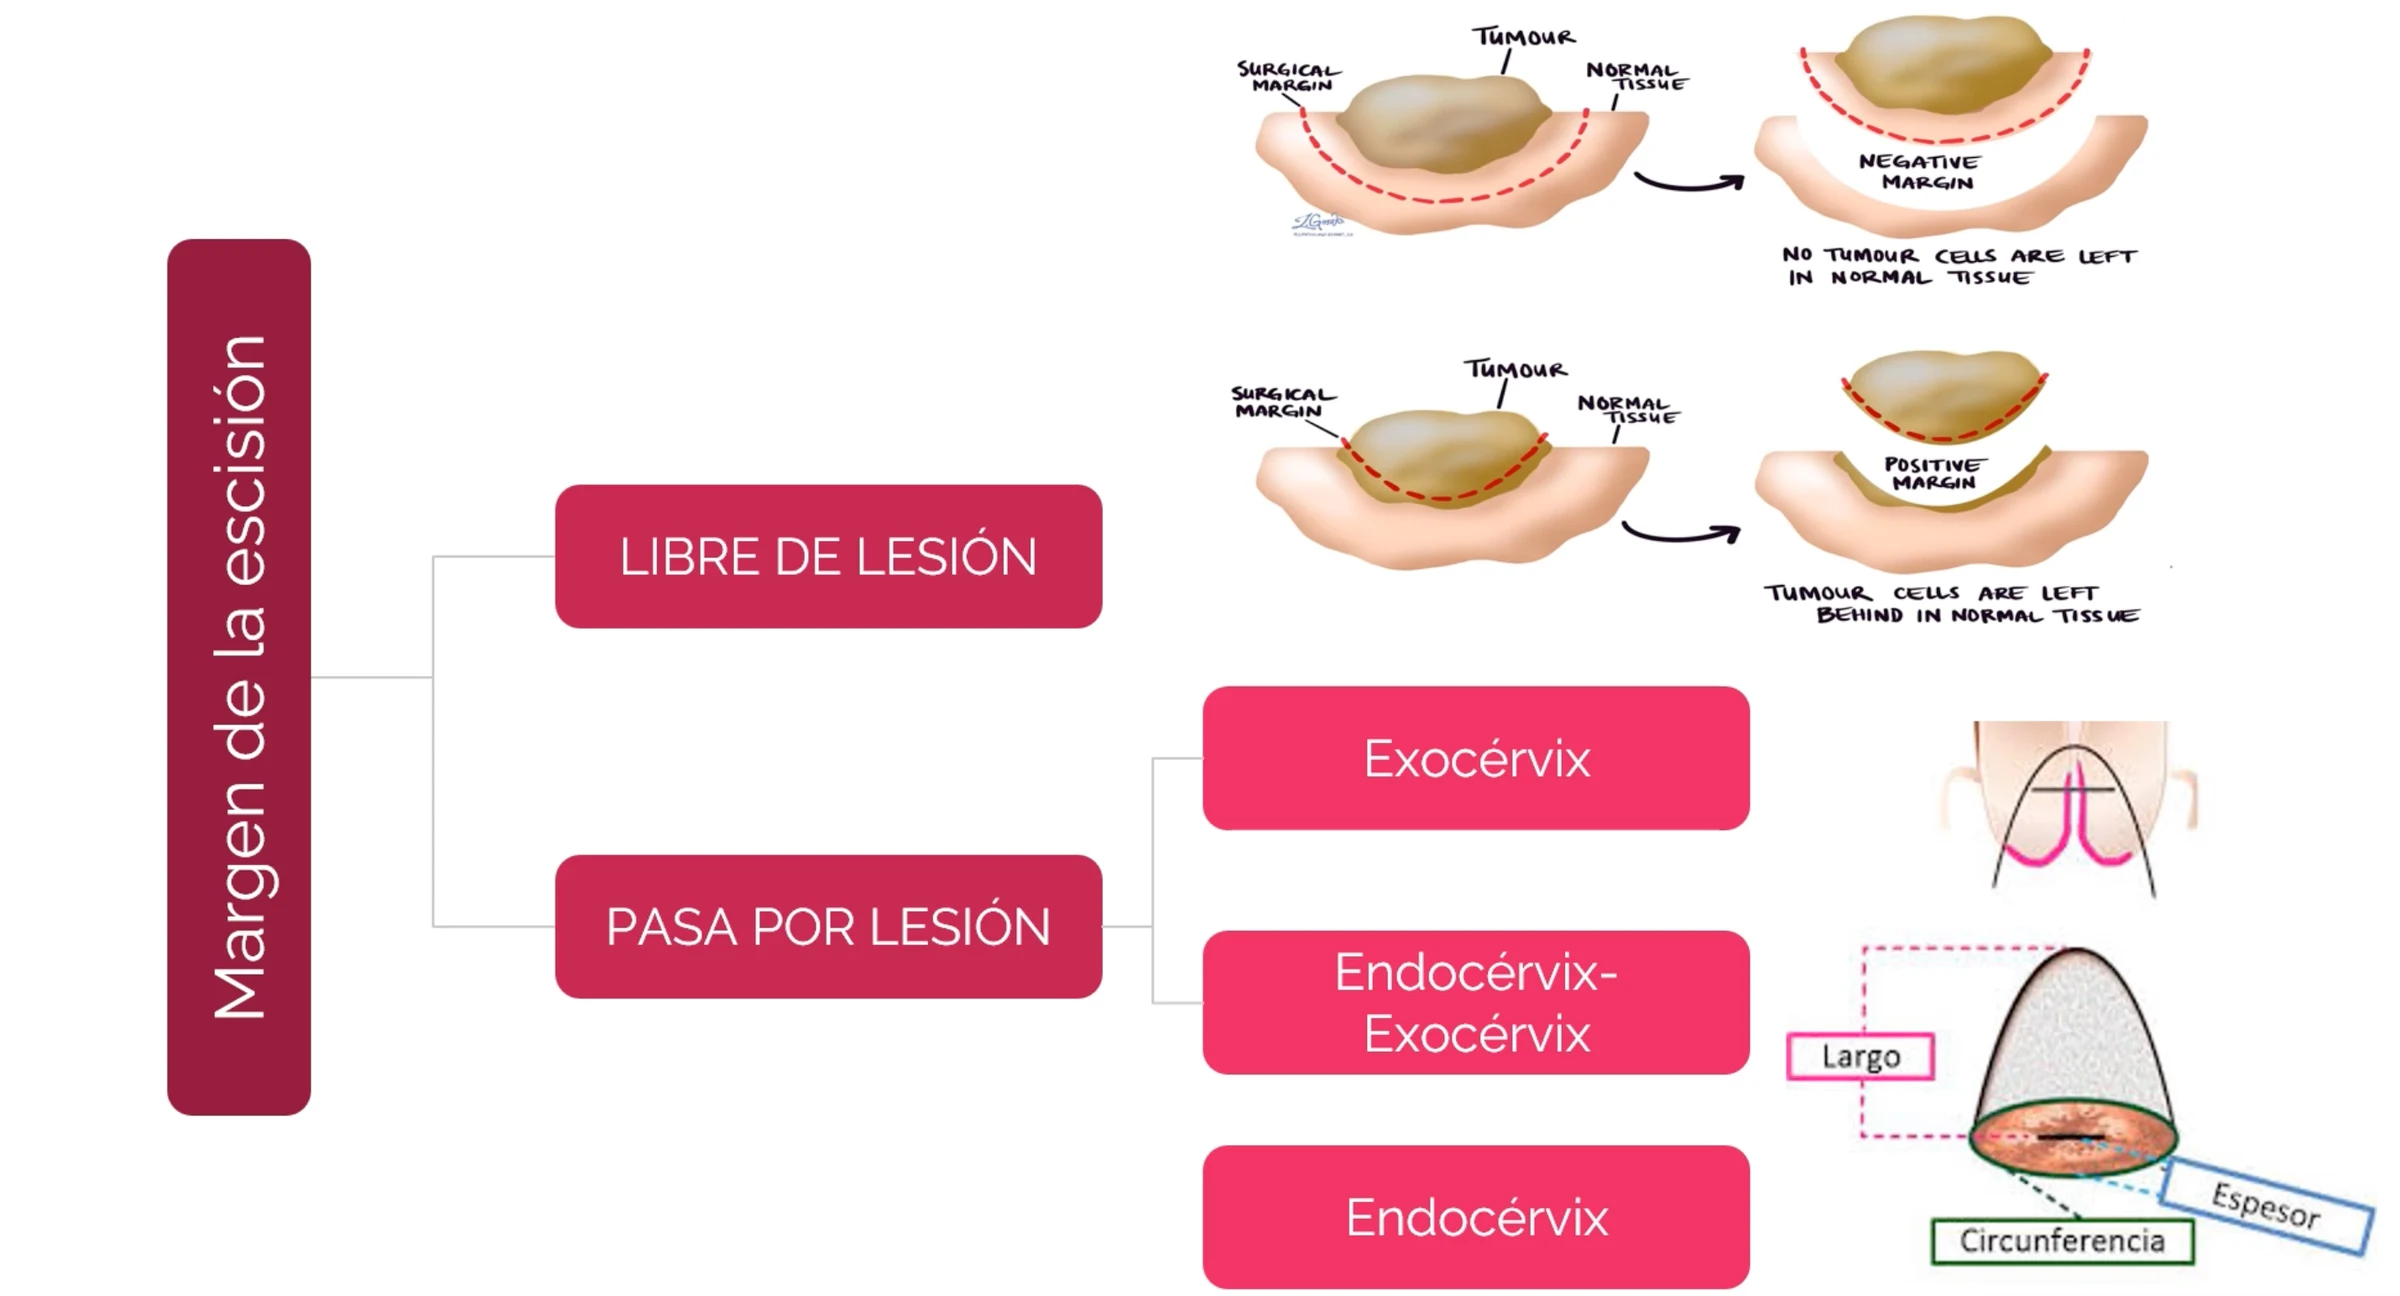 Margen de la escisión
LIBRE DE LESIÓN
PASA POR LESIÓN
Exocérvix
Endocérvix-
Exocérvix
Endocérvix
TUMOUR
SURGICAL
MARGIN
NORMAL
TISSUE
NEGATIVE
MARGIN
NO TUMOUR CELLS ARE LEFT
IN NORMAL TISSUE
TUMOUR
SURGICAL
MARGIN
NORMAL
TISSUE
POSITIVE
MARGIN
TUMOUR CELLS ARE LEFT
BEHIND IN NORMAL TISSUE
Largo
Espesor
Circunferencia